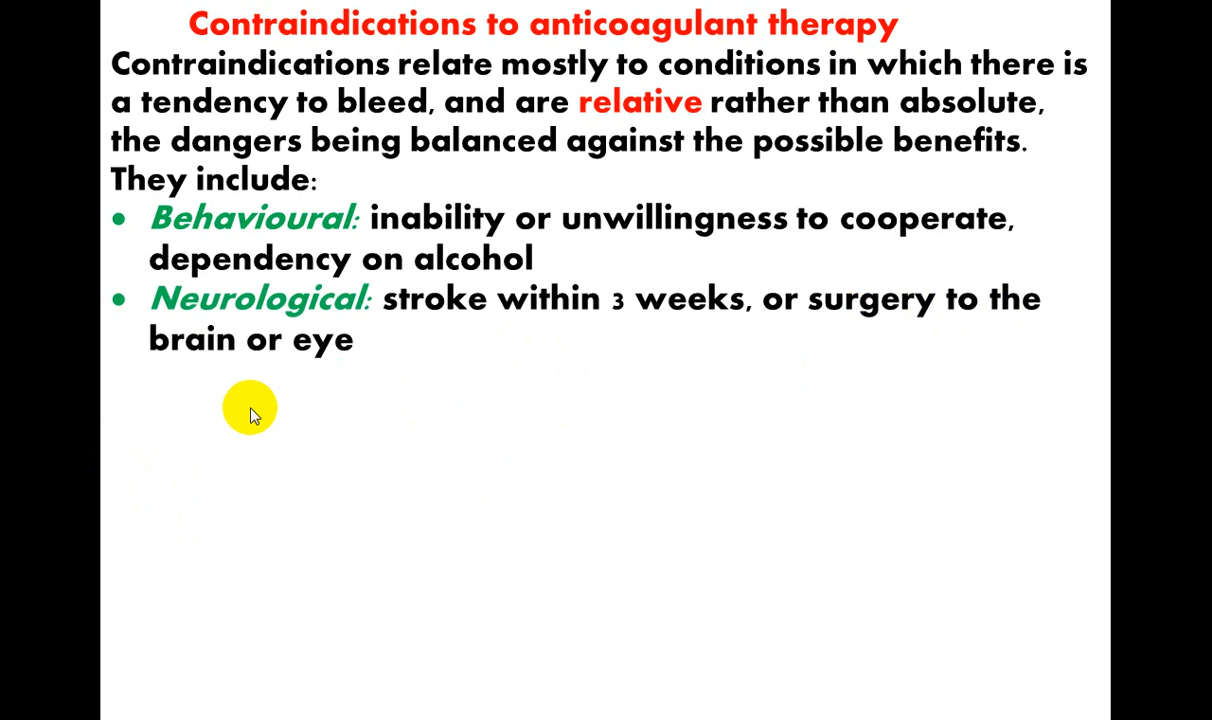 Contraindications to anticoagulant therapy
Contraindications relate mostly to conditions in which there is
a tendency to bleed, and are relative rather than absolute,
the dangers being balanced against the possible benefits.
They include:
• Behavioural: inability or unwillingness to cooperate,
dependency on alcohol
• Neurological: stroke within 3 weeks, or surgery to the
brain or eye